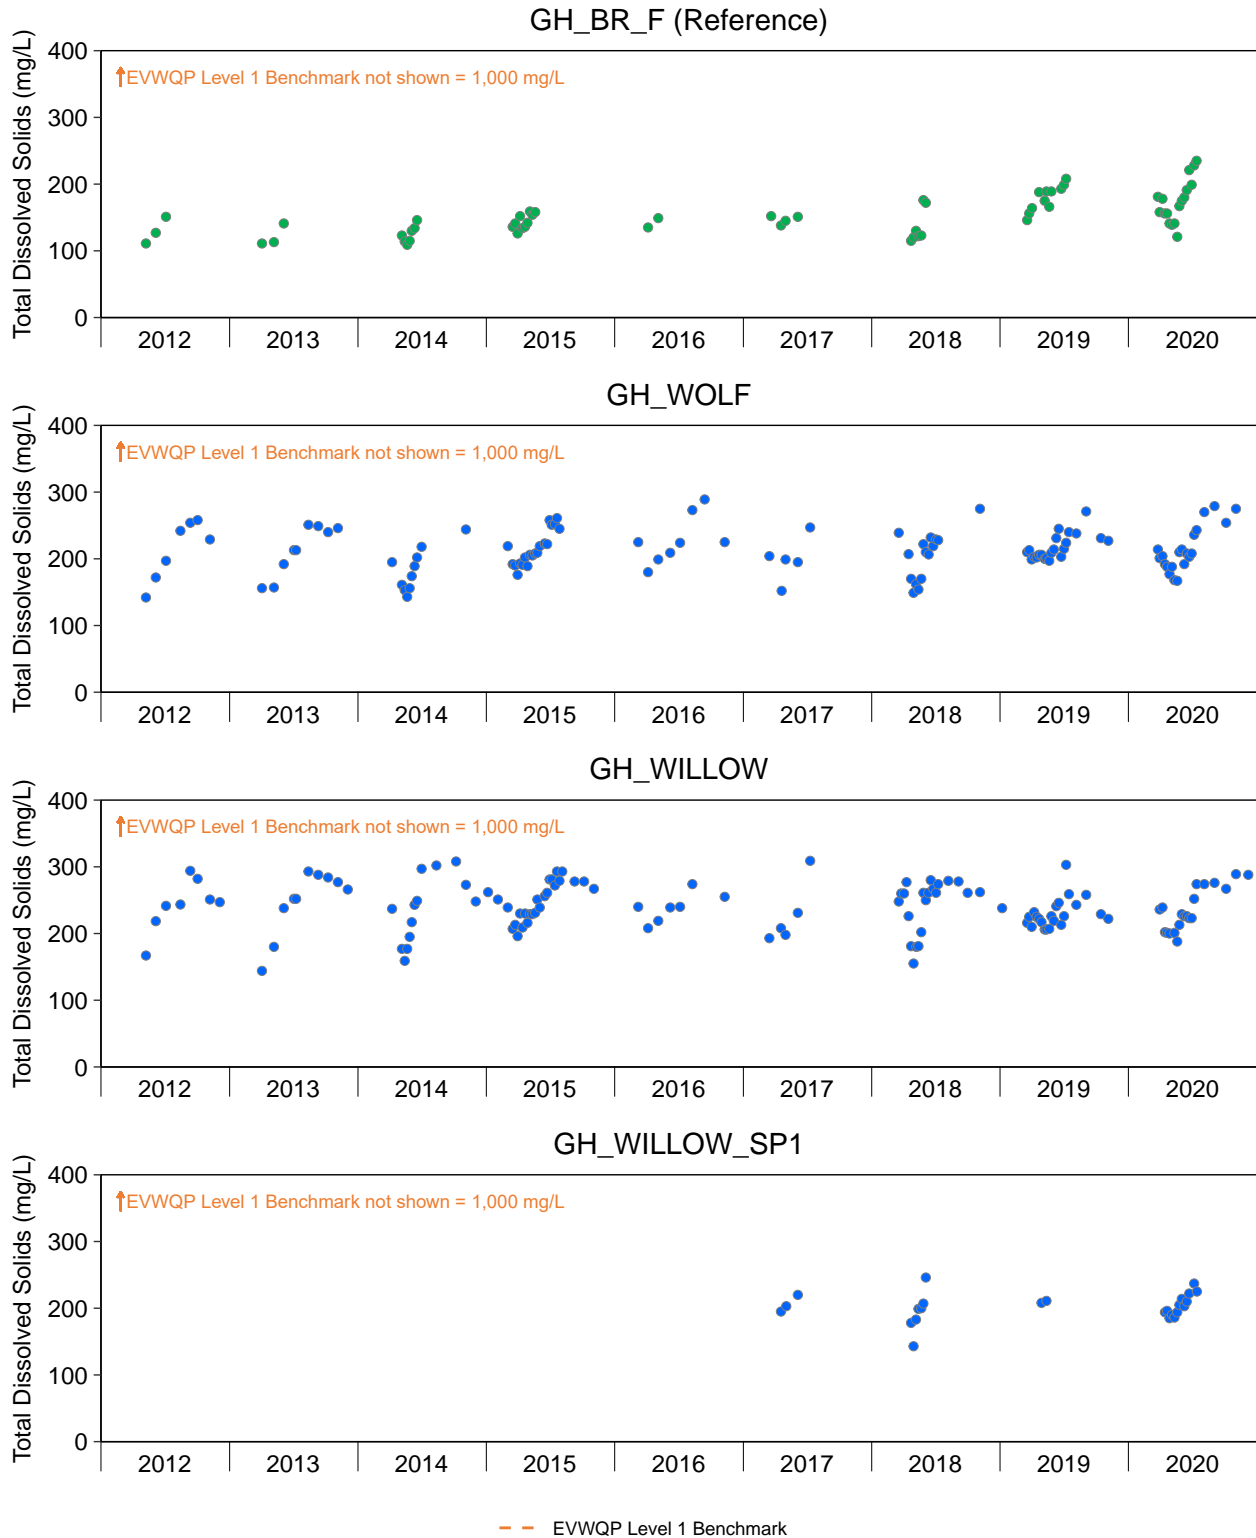 GH_BR_F (Reference)
Total Dissolved Solids (mg/L)
400
300
200
100
0
EVWQP Level 1 Benchmark not shown = 1,000 mg/L
2012 2013 2014 2015 2016 2017 2018 2019 2020
GH_WOLF
Total Dissolved Solids (mg/L)
400
300
200
100
0
EVWQP Level 1 Benchmark not shown = 1,000 mg/L
2012 2013 2014 2015 2016 2017 2018 2019 2020
GH_WILLOW
Total Dissolved Solids (mg/L)
400
300
200
100
0
EVWQP Level 1 Benchmark not shown = 1,000 mg/L
2012 2013 2014 2015 2016 2017 2018 2019 2020
GH_WILLOW_SP1
Total Dissolved Solids (mg/L)
400
300
200
100
0
EVWQP Level 1 Benchmark not shown = 1,000 mg/L
2012 2013 2014 2015 2016 2017 2018 2019 2020
EVWQP Level 1 Benchmark